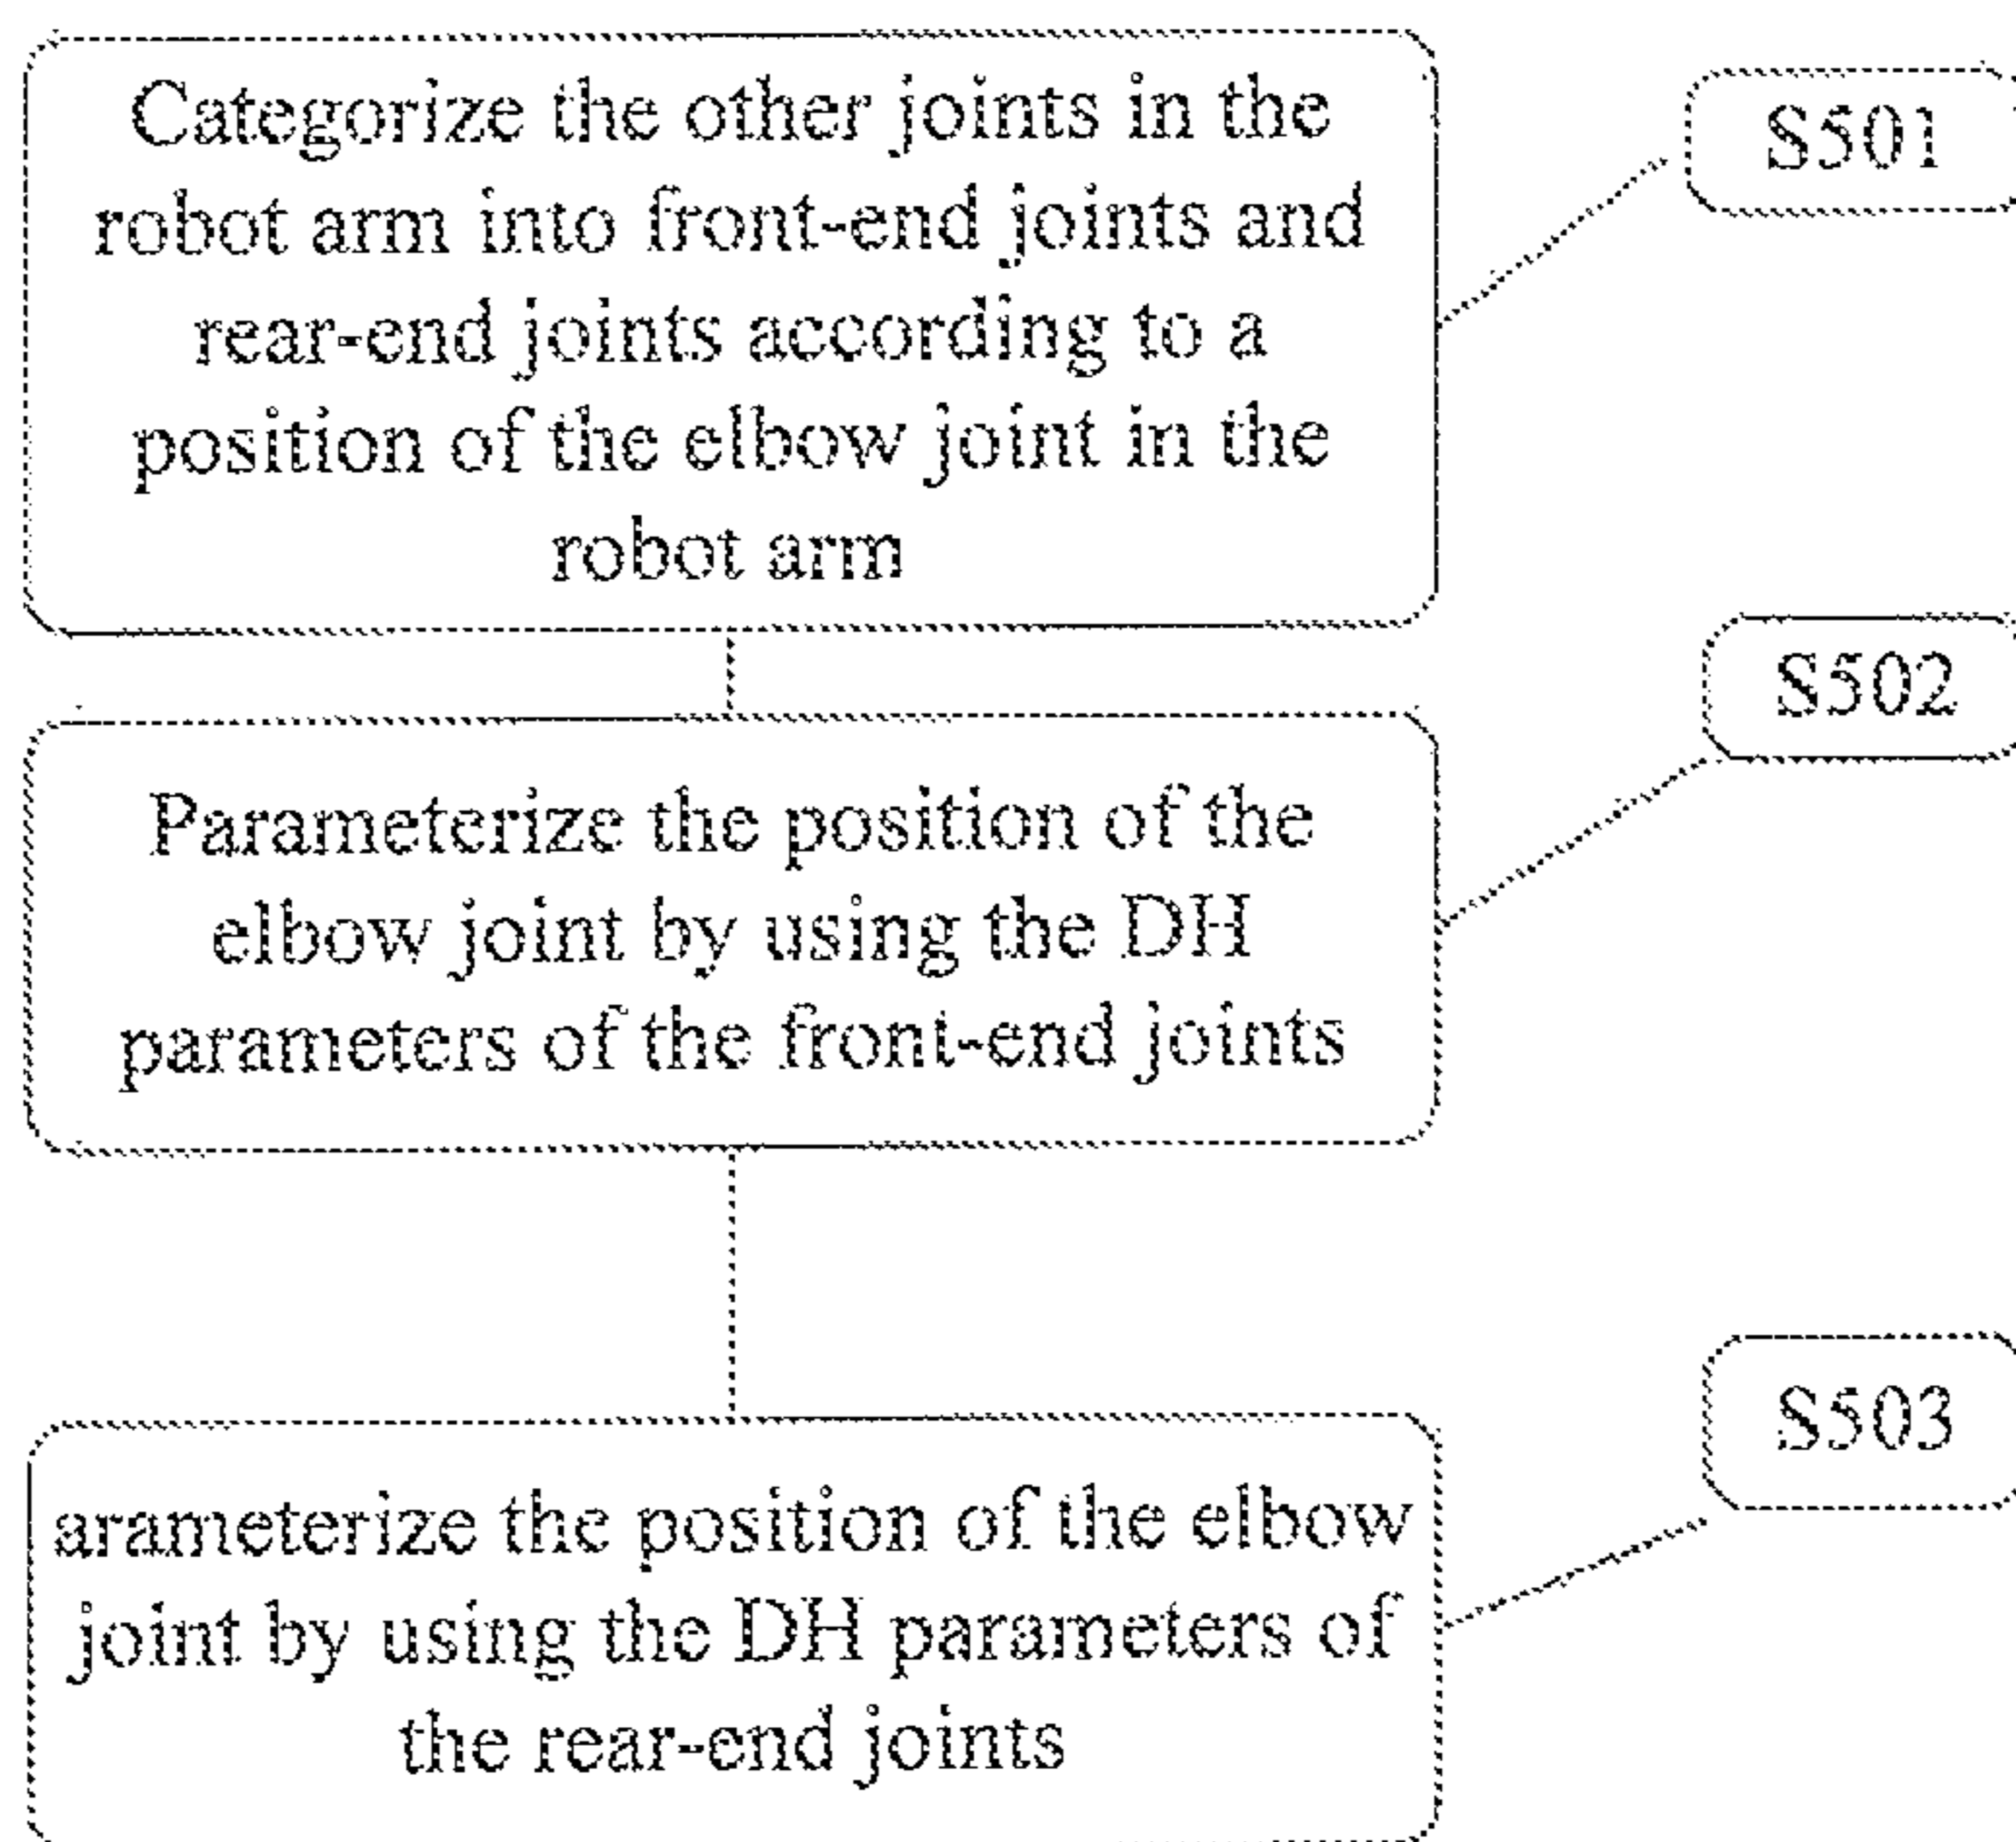 Categorize the other joints in the
robot arm into front-end joints and
rear-end joints according to a
position of the elbow joint in the
robot arm
S501
Parameterize the position of the
elbow joint by using the DH
parameters of the front-end joints
S502
arameterize the position of the elbow
joint by using the DH parameters of
the rear-end joints
S503